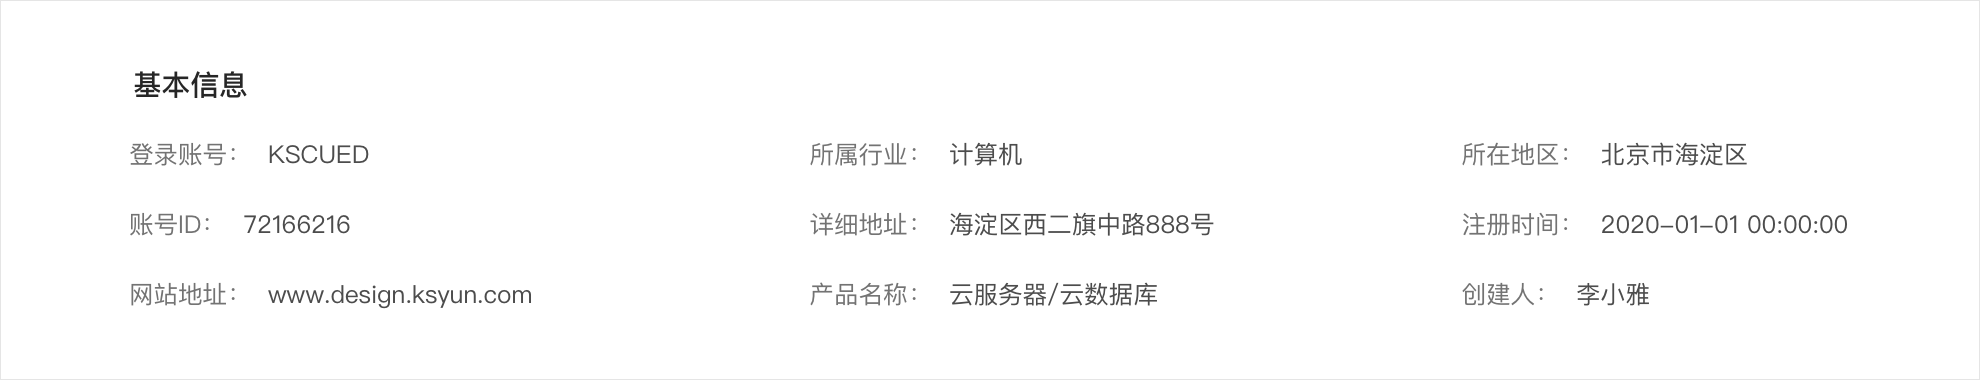 基本信息
登录账号： KSCUED 所属行业： 计算机 所在地区： 北京市海淀区
账号ID： 72166216 详细地址： 海淀区西二旗中路888号 注册时间： 2020-01-01 00:00:00
网站地址： www.design.ksyun.com 产品名称： 云服务器/云数据库 创建人： 李小雅